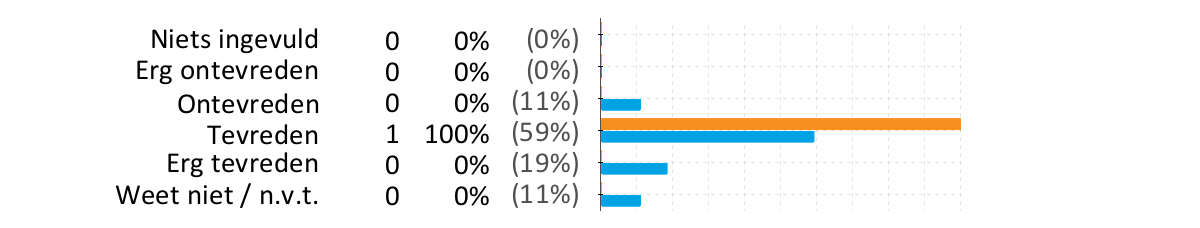 Niets ingevuld 0 0% (0%)
Erg ontevreden 0 0% (0%)
Ontevreden 0 0% (11%)
Tevreden 1 100% (59%)
Erg tevreden 0 0% (19%)
Weet niet / n.v.t. 0 0% (11%)